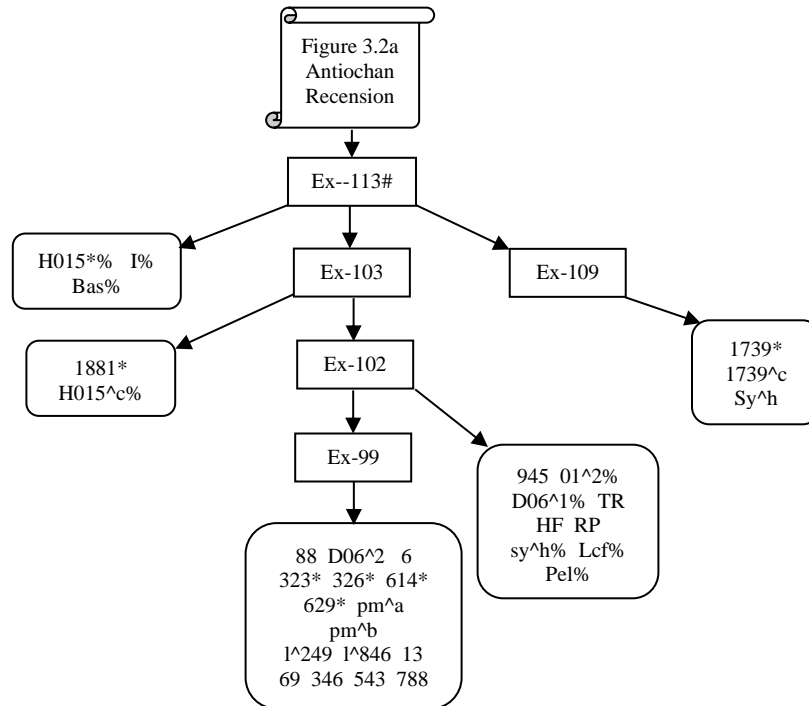 Figure 3.2a
Antiochan
Recension
Ex--113#
H015*% I%
Bas%
Ex-103
Ex-109
1881*
H015^c%
Ex-102
1739*
1739^c
Sy^h
Ex-99
945 01^2%
D06^1% TR
HF RP
sy^h% Lcf%
Pel%
88 D06^2 6
323* 326* 614*
629* pm^a
pm^b
l^249 l^846 13
69 346 543 788